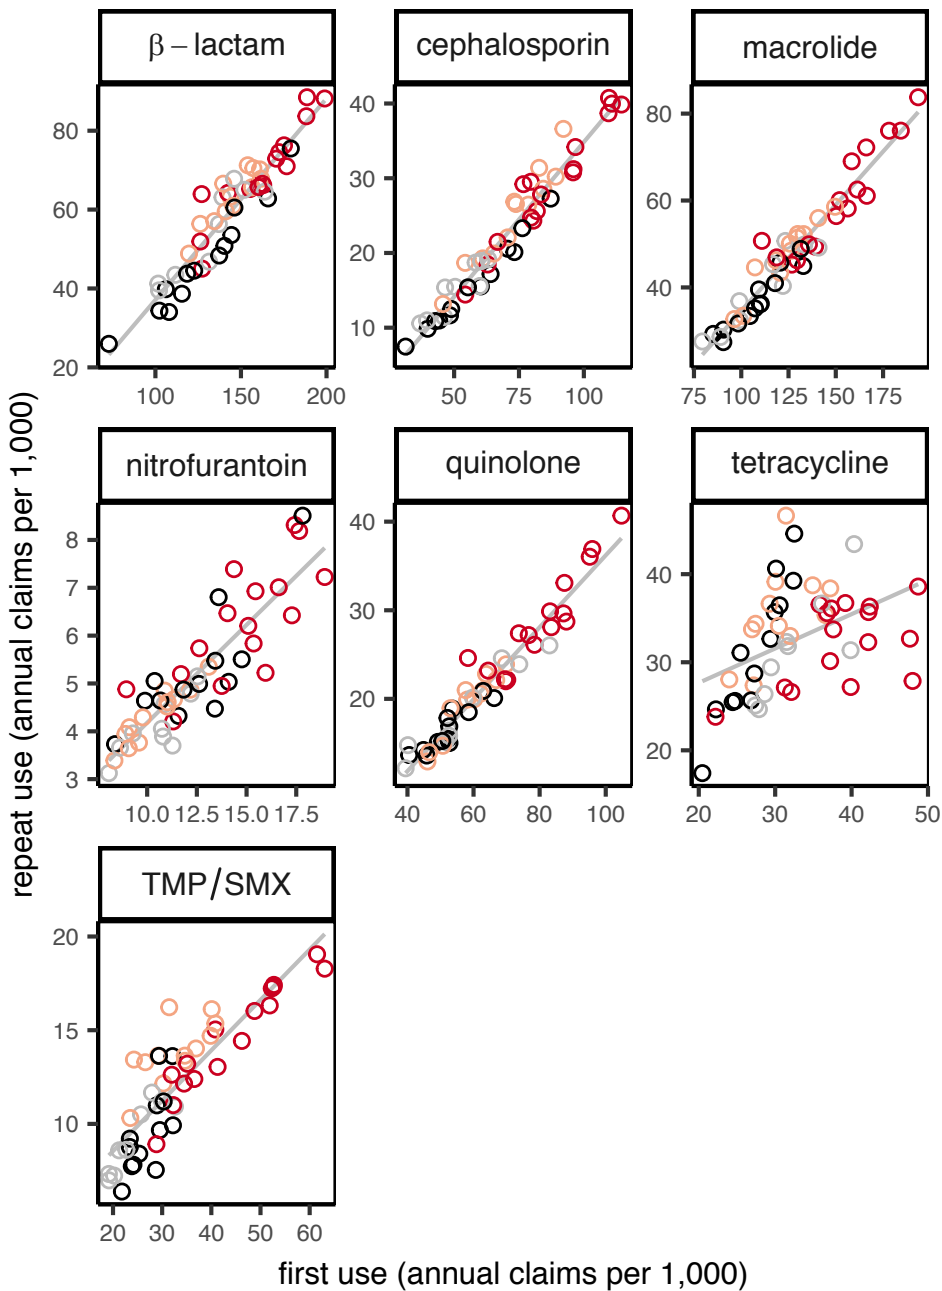 β – lactam
cephalosporin
macrolide
80
60
40
20
100 150 200
40
30
20
10
50 75 100
80
60
40
75 100 125 150 175
nitrofurantoin
quinolone
tetracycline
8
7
6
5
4
3
10.0 12.5 15.0 17.5
40
30
20
40 60 80 100
40
30
20
20 30 40 50
TMP/SMX
20
15
10
20 30 40 50 60
repeat use (annual claims per 1,000)
first use (annual claims per 1,000)